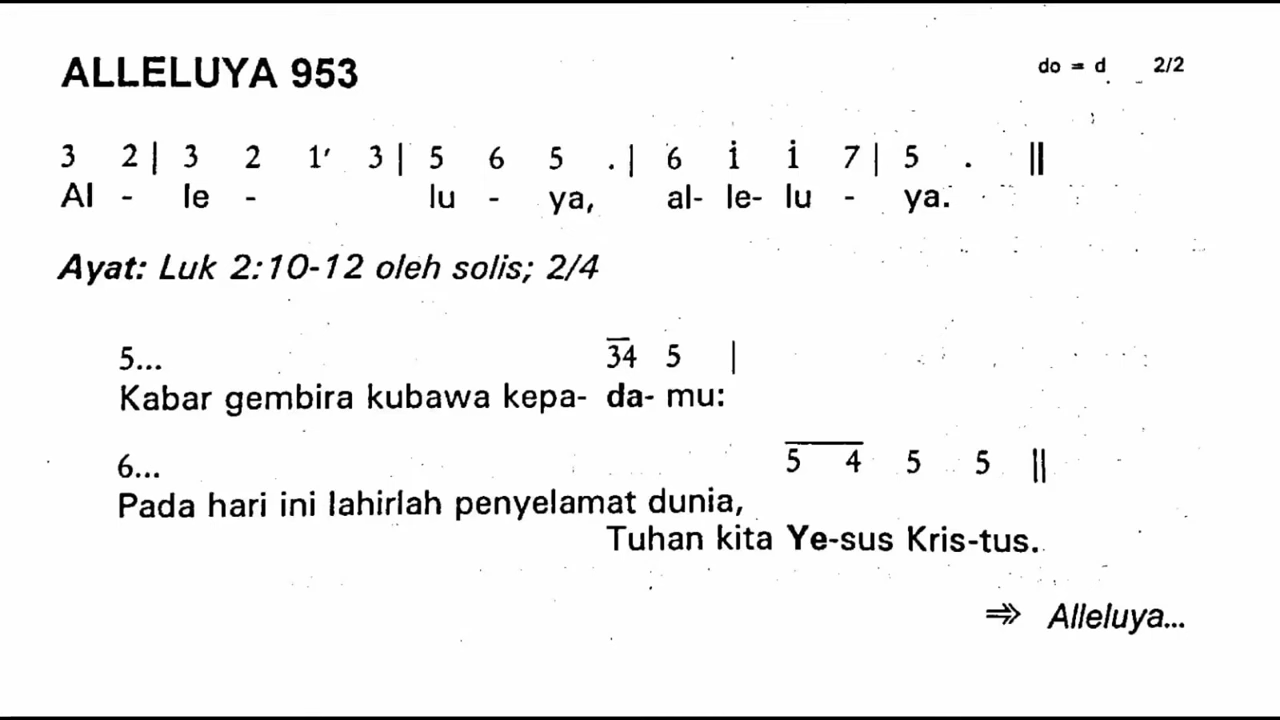 ALLELUYA 953 do = d 2/2
3 2 | 3 2 1' 3 | 5 6 5 . | 6 i̇ i̇ 7 | 5 . ||
Al - le - lu - ya, al- le- lu - ya.
Ayat: Luk 2:10-12 oleh solis; 2/4
5... 3̅4 5 |
Kabar gembira kubawa kepa- da- mu:
6... 5̅ ̅4̅ 5 5 ||
Pada hari ini lahirlah penyelamat dunia,
Tuhan kita Ye-sus Kris-tus.
⇒ Alleluya...